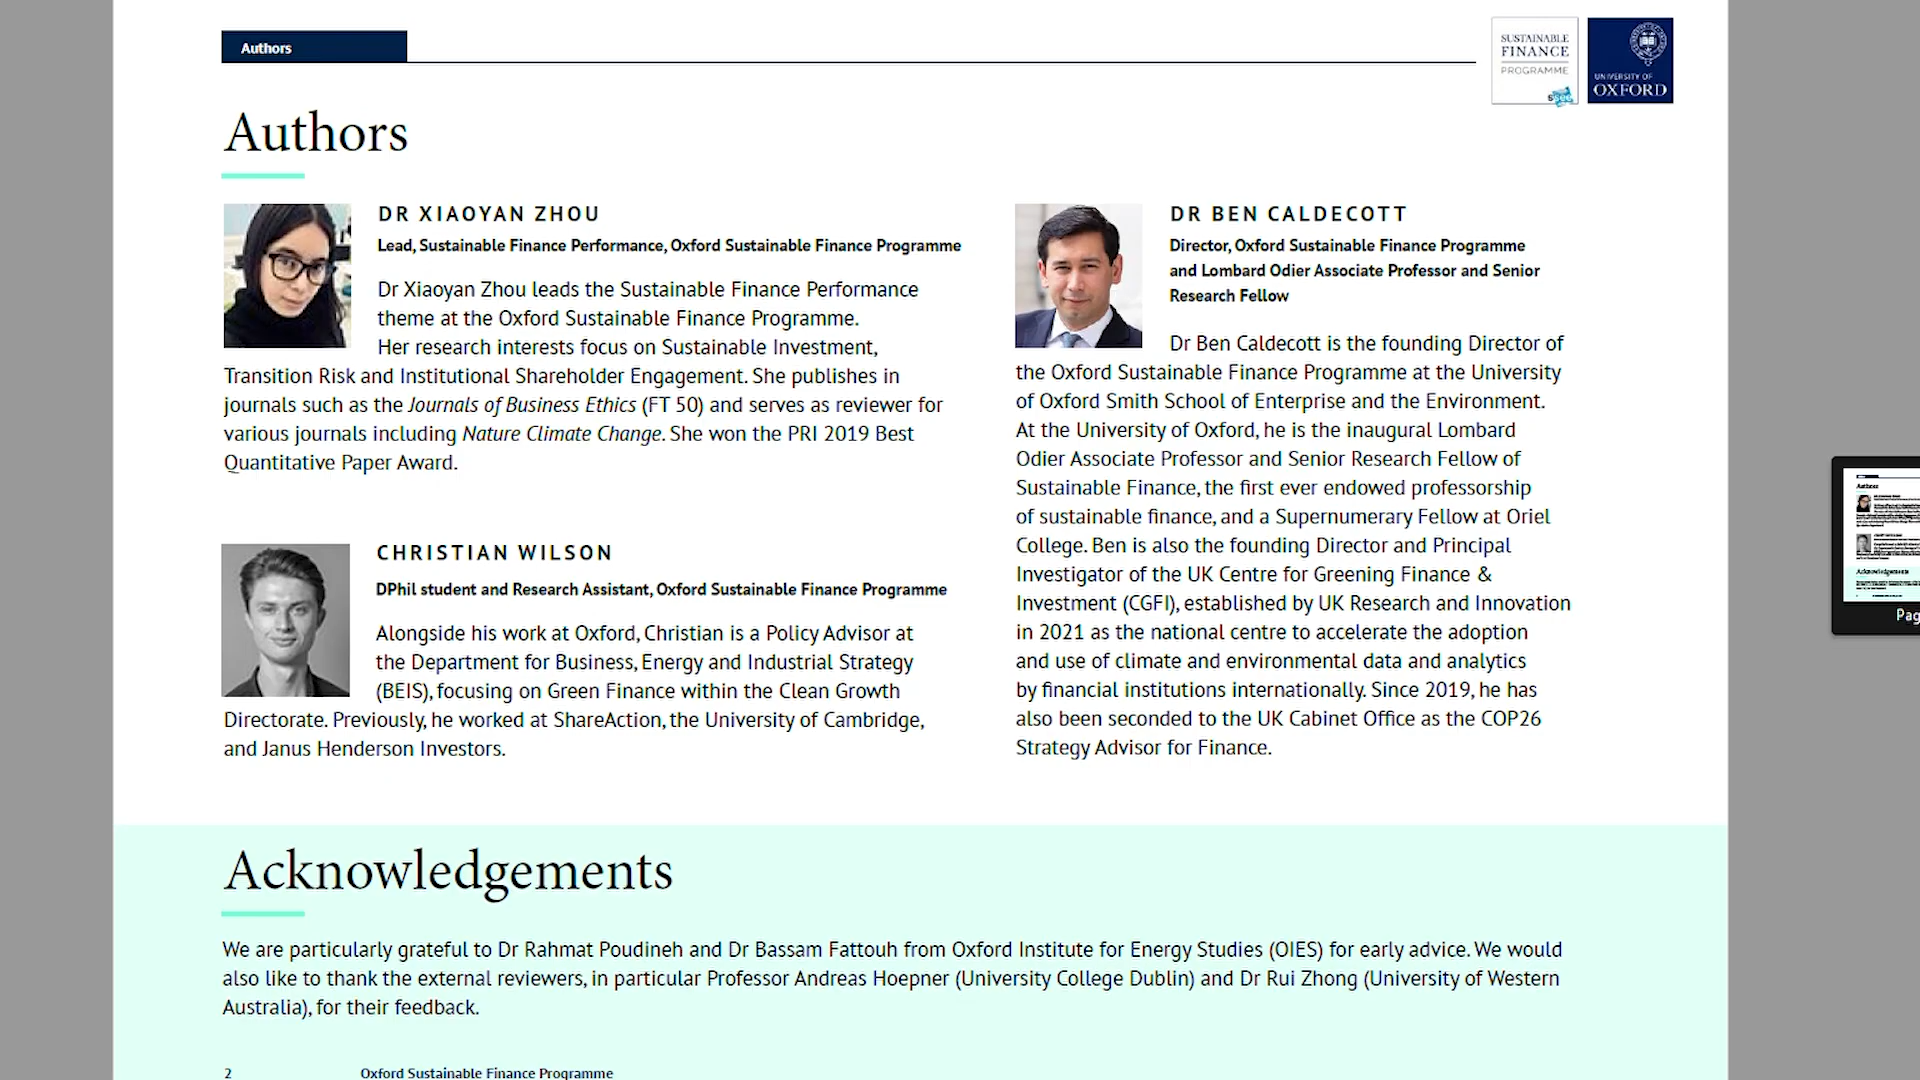 Authors
SUSTAINABLE
FINANCE
PROGRAMME
UNIVERSITY OF
OXFORD
Authors
DR XIAOYAN ZHOU
Lead, Sustainable Finance Performance, Oxford Sustainable Finance Programme
Dr Xiaoyan Zhou leads the Sustainable Finance Performance
theme at the Oxford Sustainable Finance Programme.
Her research interests focus on Sustainable Investment,
Transition Risk and Institutional Shareholder Engagement. She publishes in
journals such as the Journals of Business Ethics (FT 50) and serves as reviewer for
various journals including Nature Climate Change. She won the PRI 2019 Best
Quantitative Paper Award.
CHRISTIAN WILSON
DPhil student and Research Assistant, Oxford Sustainable Finance Programme
Alongside his work at Oxford, Christian is a Policy Advisor at
the Department for Business, Energy and Industrial Strategy
(BEIS), focusing on Green Finance within the Clean Growth
Directorate. Previously, he worked at ShareAction, the University of Cambridge,
and Janus Henderson Investors.
DR BEN CALDECOTT
Director, Oxford Sustainable Finance Programme
and Lombard Odier Associate Professor and Senior
Research Fellow
Dr Ben Caldecott is the founding Director of
the Oxford Sustainable Finance Programme at the University
of Oxford Smith School of Enterprise and the Environment.
At the University of Oxford, he is the inaugural Lombard
Odier Associate Professor and Senior Research Fellow of
Sustainable Finance, the first ever endowed professorship
of sustainable finance, and a Supernumerary Fellow at Oriel
College. Ben is also the founding Director and Principal
Investigator of the UK Centre for Greening Finance &
Investment (CGFI), established by UK Research and Innovation
in 2021 as the national centre to accelerate the adoption
and use of climate and environmental data and analytics
by financial institutions internationally. Since 2019, he has
also been seconded to the UK Cabinet Office as the COP26
Strategy Advisor for Finance.
Acknowledgements
We are particularly grateful to Dr Rahmat Poudineh and Dr Bassam Fattouh from Oxford Institute for Energy Studies (OIES) for early advice. We would
also like to thank the external reviewers, in particular Professor Andreas Hoepner (University College Dublin) and Dr Rui Zhong (University of Western
Australia), for their feedback.
2 Oxford Sustainable Finance Programme
Authors
Acknowledgements
Pag